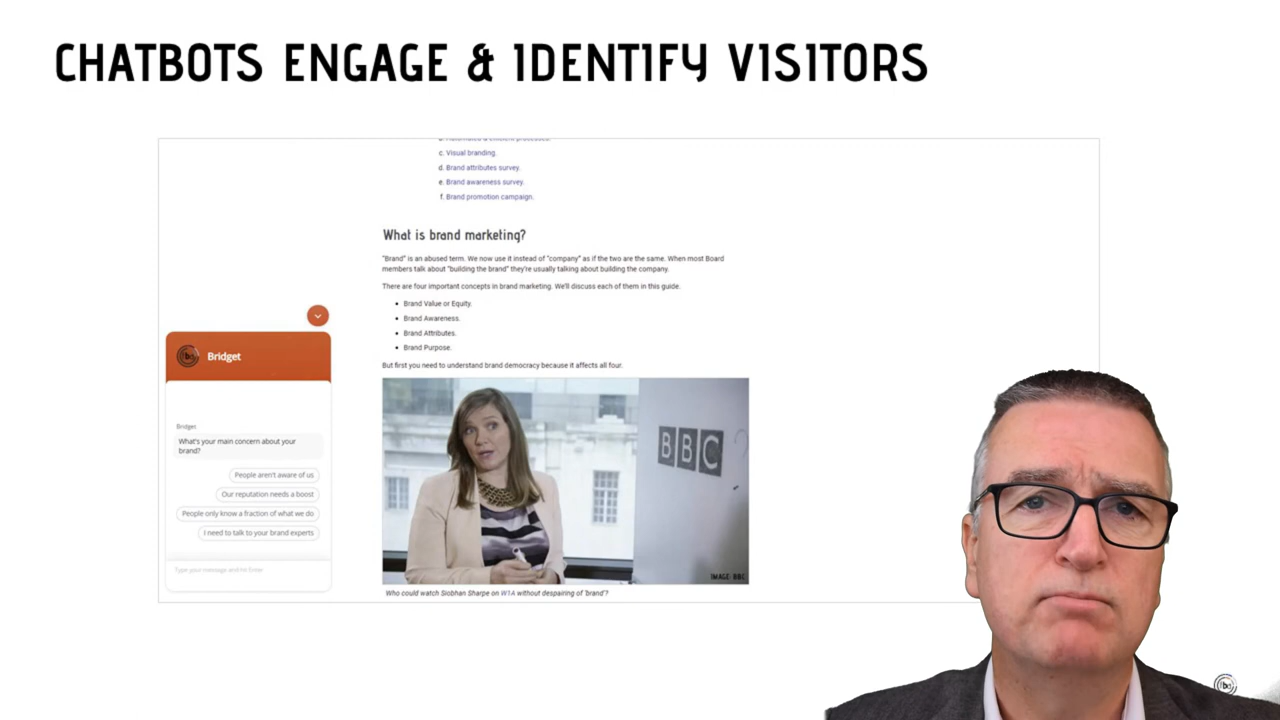 CHATBOTS ENGAGE & IDENTIFY VISITORS
c. Visual branding.
d. Brand attributes survey.
e. Brand awareness survey.
f. Brand promotion campaign.
What is brand marketing?
"Brand" is an abused term. We now use it instead of "company" as if the two are the same. When most Board
members talk about "building the brand" they're usually talking about building the company.
There are four important concepts in brand marketing. We'll discuss each of them in this guide.
Brand Value or Equity.
Brand Awareness.
Brand Attributes.
Brand Purpose.
But first you need to understand brand democracy because it affects all four.
BBC
IMAGE: BBC
Who could watch Siobhan Sharpe on W1A without despairing of 'brand'?
Bridget
Bridget
What's your main concern about your
brand?
People aren't aware of us
Our reputation needs a boost
People only know a fraction of what we do
I need to talk to your brand experts
Type your message and hit Enter